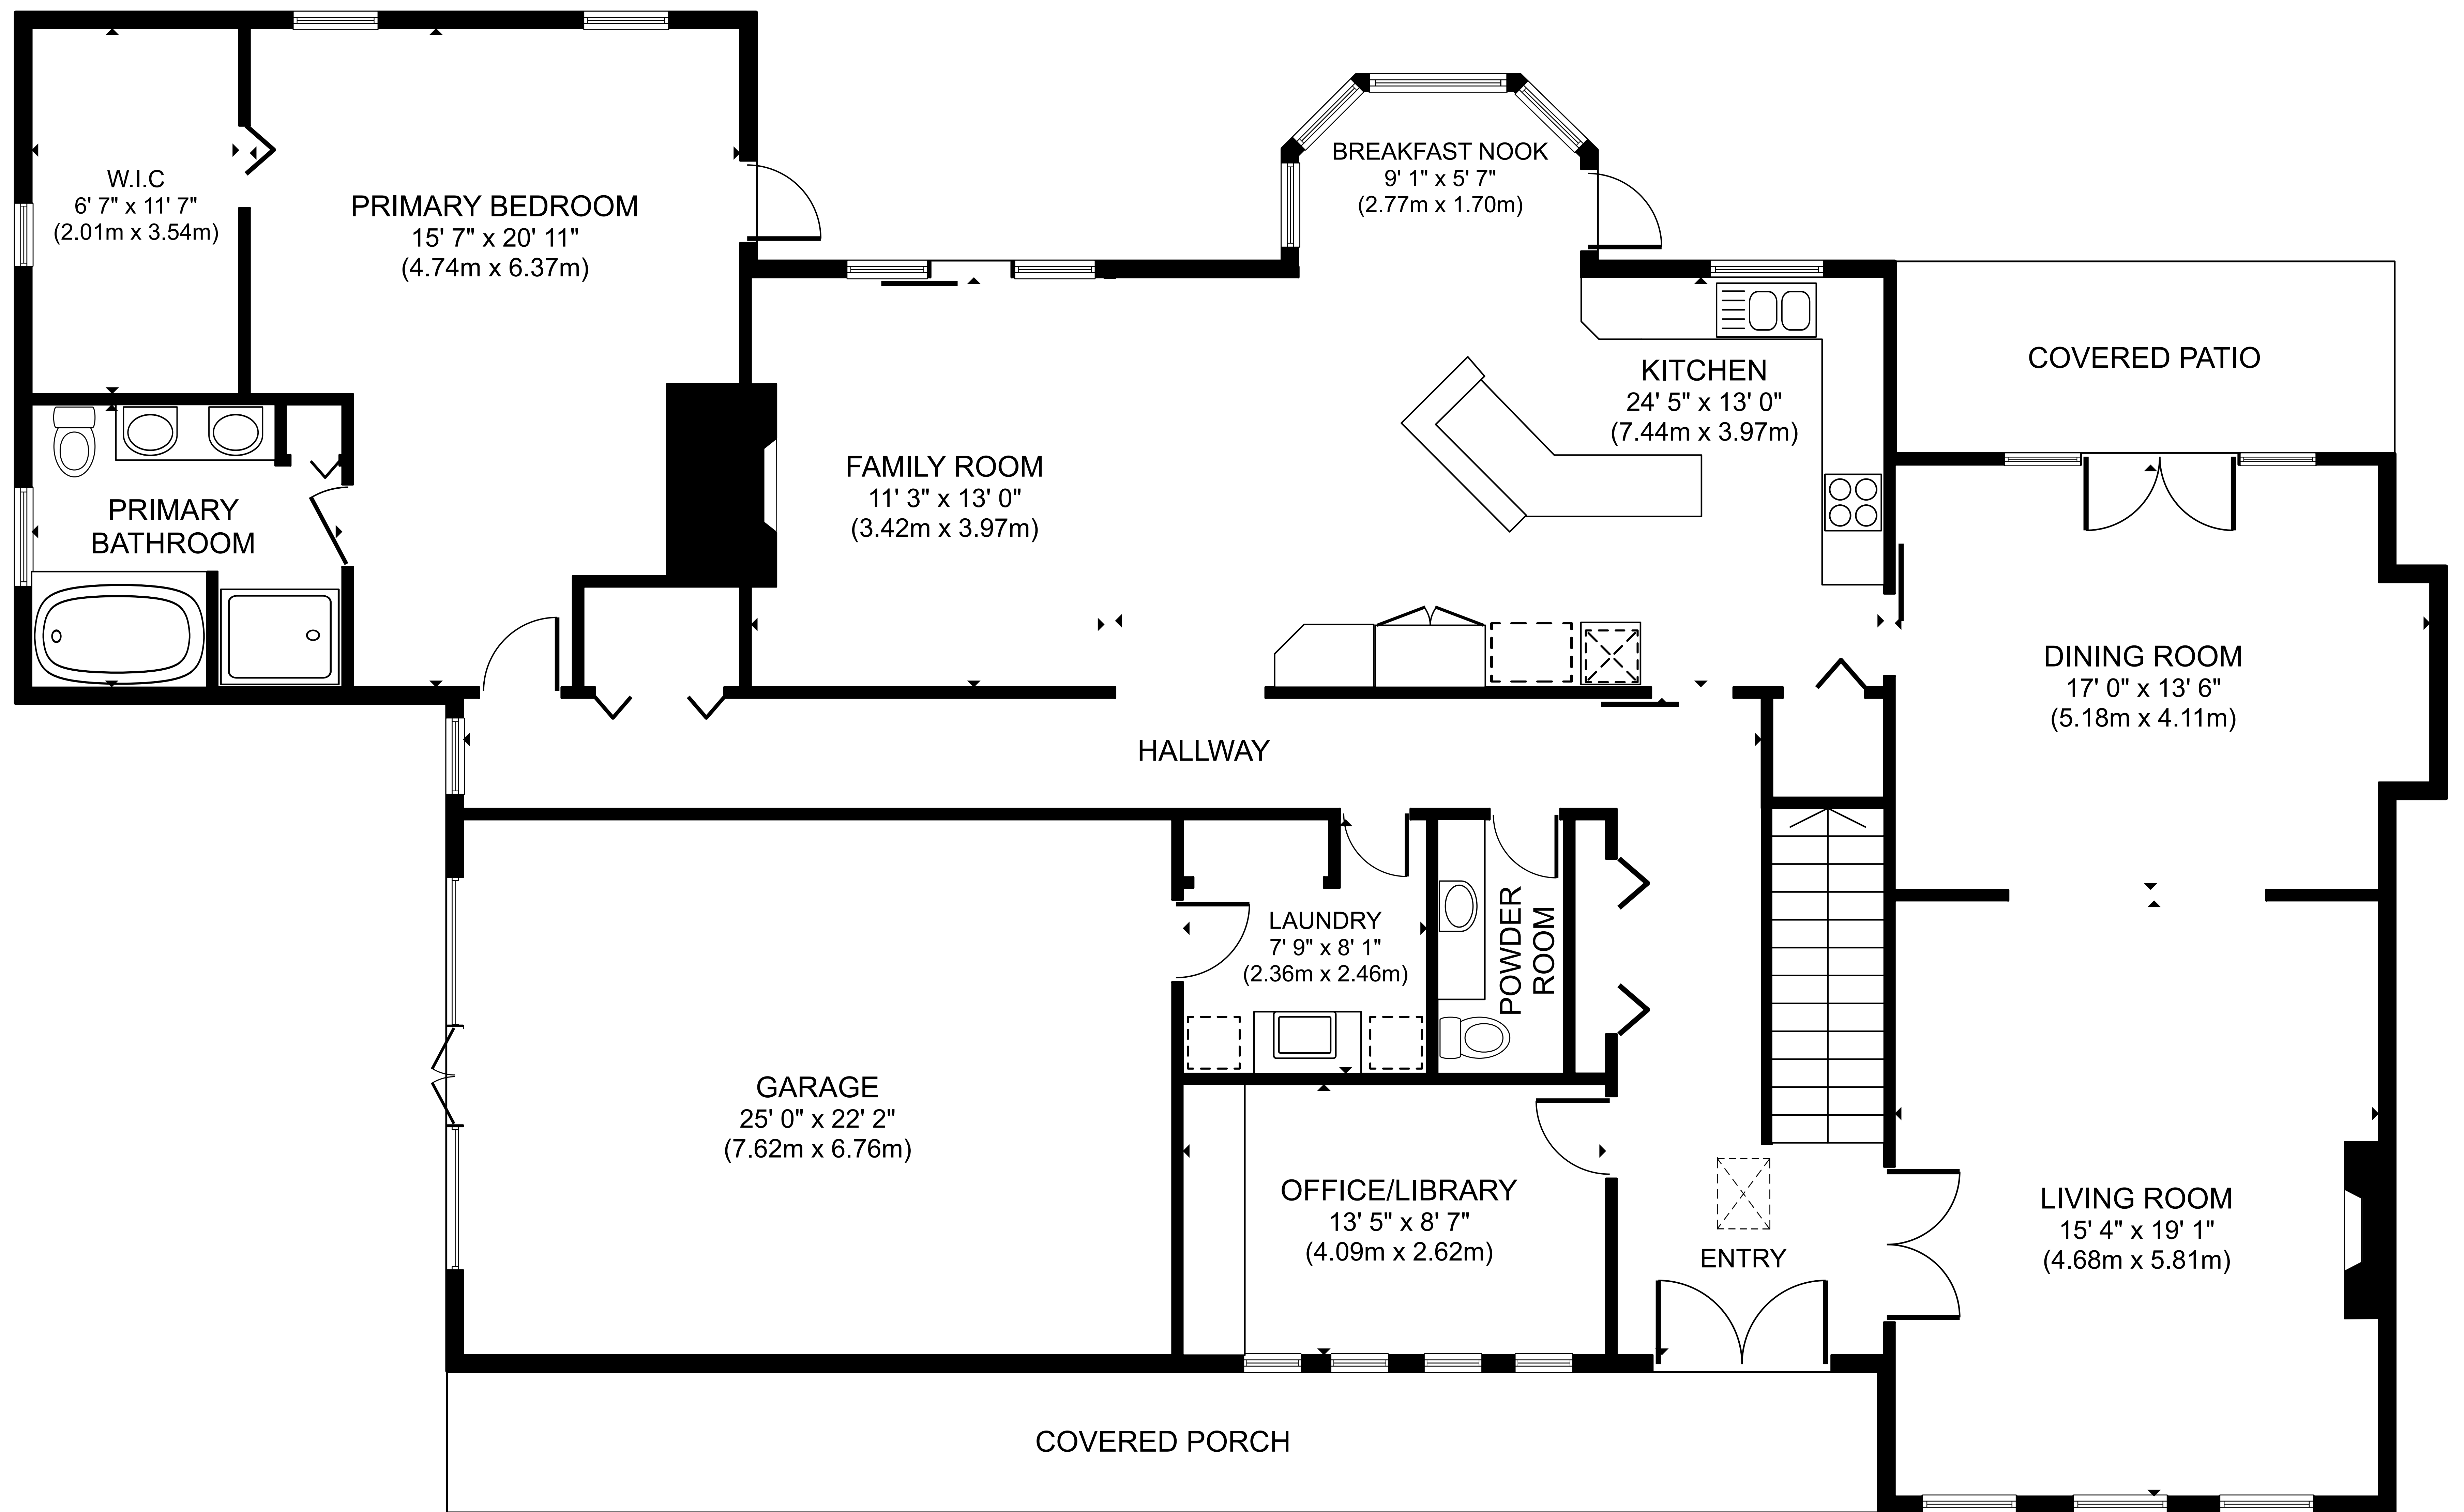 W.I.C
6' 7" x 11' 7"
(2.01m x 3.54m)
PRIMARY BEDROOM
15' 7" x 20' 11"
(4.74m x 6.37m)
BREAKFAST NOOK
9' 1" x 5' 7"
(2.77m x 1.70m)
KITCHEN
24' 5" x 13' 0"
(7.44m x 3.97m)
COVERED PATIO
FAMILY ROOM
11' 3" x 13' 0"
(3.42m x 3.97m)
PRIMARY
BATHROOM
DINING ROOM
17' 0" x 13' 6"
(5.18m x 4.11m)
HALLWAY
LAUNDRY
7' 9" x 8' 1"
(2.36m x 2.46m)
POWDER
ROOM
GARAGE
25' 0" x 22' 2"
(7.62m x 6.76m)
OFFICE/LIBRARY
13' 5" x 8' 7"
(4.09m x 2.62m)
ENTRY
LIVING ROOM
15' 4" x 19' 1"
(4.68m x 5.81m)
COVERED PORCH